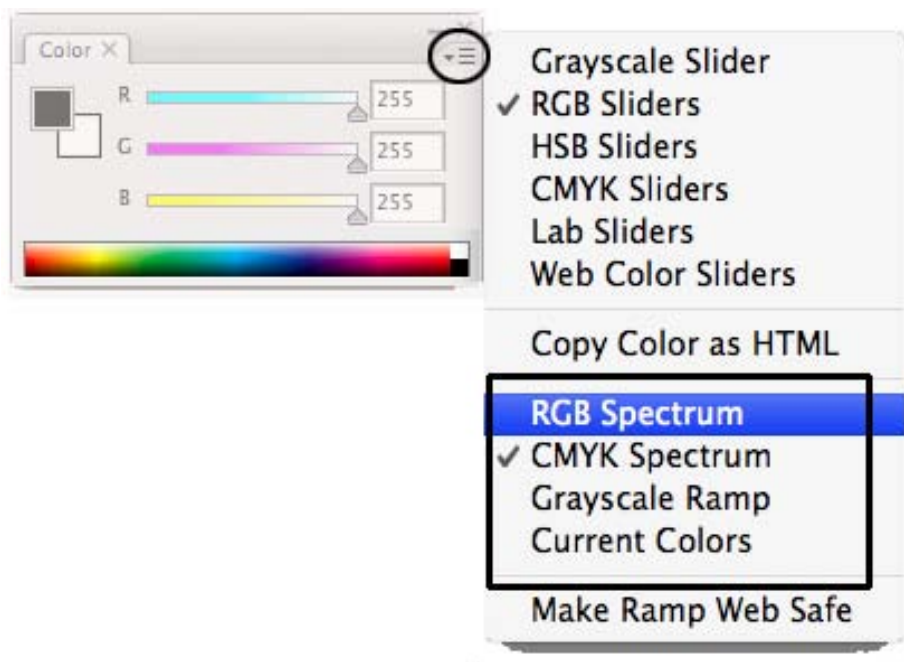 Color
R 255
G 255
B 255
Grayscale Slider
RGB Sliders
HSB Sliders
CMYK Sliders
Lab Sliders
Web Color Sliders
Copy Color as HTML
RGB Spectrum
CMYK Spectrum
Grayscale Ramp
Current Colors
Make Ramp Web Safe